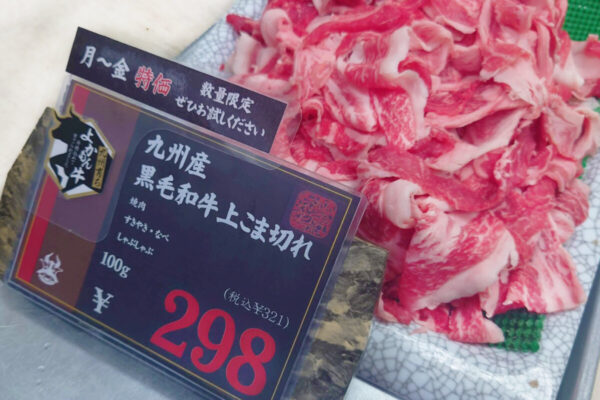 月～金 特価
数量限定
ぜひお試しください
よかもん牛
九州産
黒毛和牛上こま切れ
焼肉
すきやき・なべ
しゃぶしゃぶ
100g
(税込¥321)
¥298